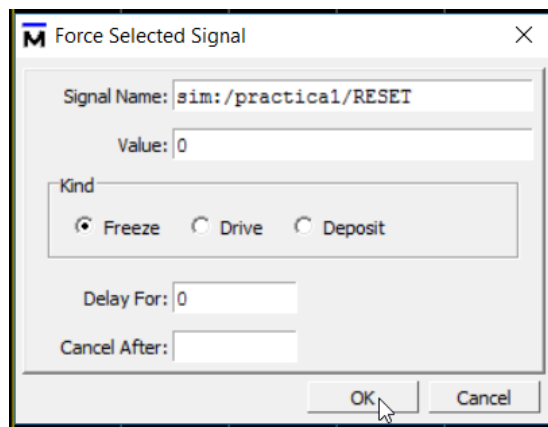 M Force Selected Signal
Signal Name: sim:/practica1/RESET
Value: 0
Kind
Freeze Drive Deposit
Delay For: 0
Cancel After:
OK Cancel